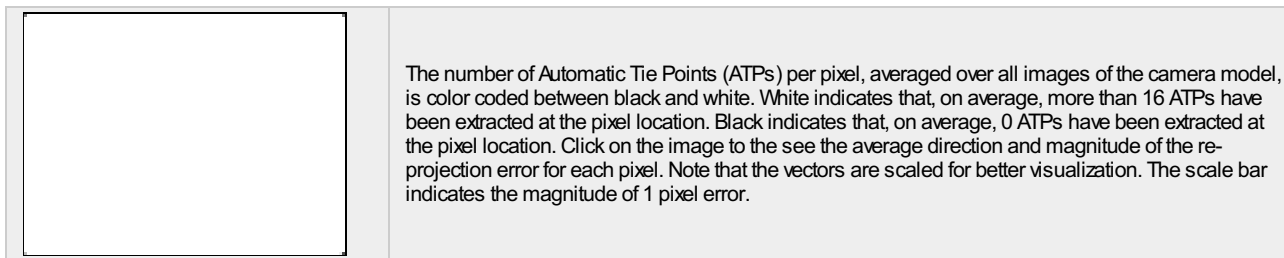 The number of Automatic Tie Points (ATPs) per pixel, averaged over all images of the camera model,
is color coded between black and white. White indicates that, on average, more than 16 ATPs have
been extracted at the pixel location. Black indicates that, on average, 0 ATPs have been extracted at
the pixel location. Click on the image to the see the average direction and magnitude of the re-
projection error for each pixel. Note that the vectors are scaled for better visualization. The scale bar
indicates the magnitude of 1 pixel error.